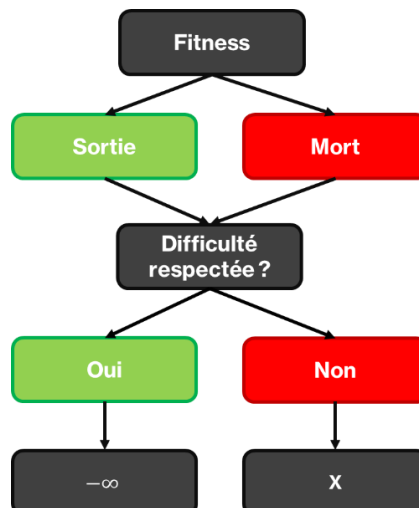 Fitness
Sortie
Mort
Difficulté
respectée ?
Oui
Non
−∞
X